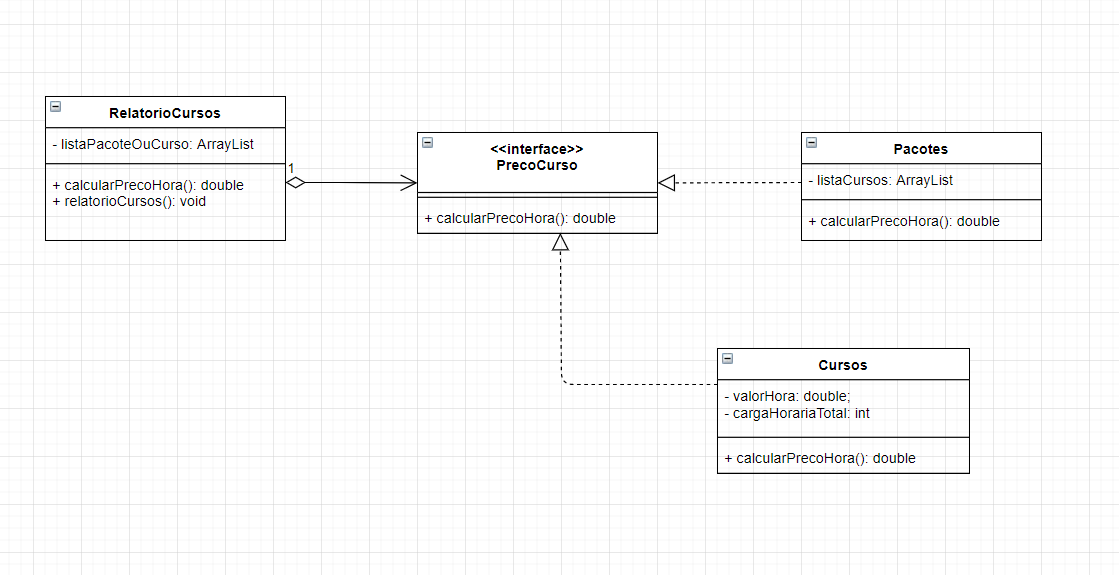 RelatorioCursos
- listaPacoteOuCurso: ArrayList
+ calcularPrecoHora(): double
+ relatorioCursos(): void
1
<<interface>>
PrecoCurso
+ calcularPrecoHora(): double
Pacotes
- listaCursos: ArrayList
+ calcularPrecoHora(): double
Cursos
- valorHora: double;
- cargaHorariaTotal: int
+ calcularPrecoHora(): double